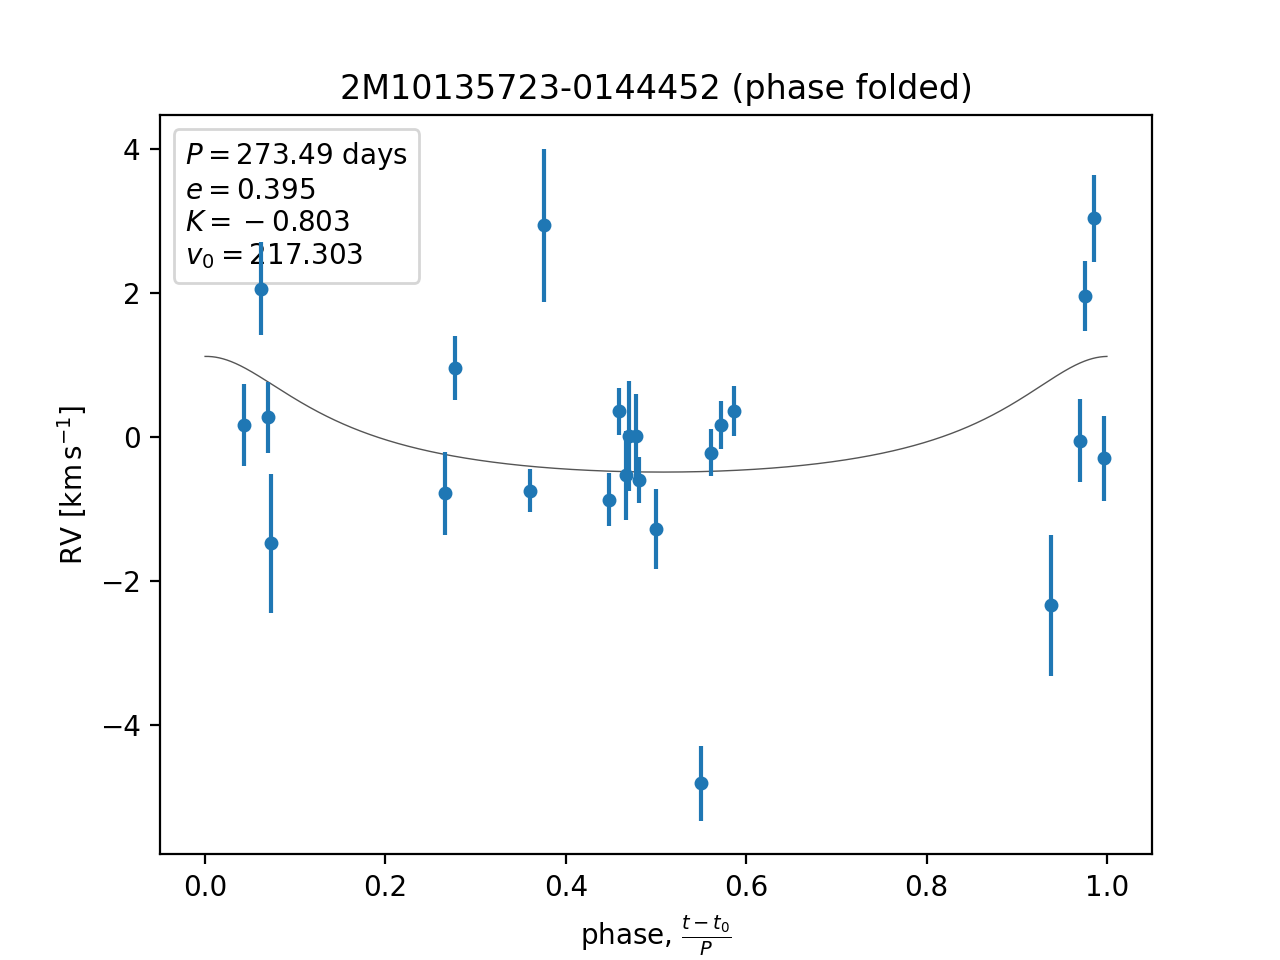 2M10135723-0144452 (phase folded)
P = 273.49 days
e = 0.395
K = −0.803
v₀ = 217.303
4
2
0
−2
−4
RV [km s⁻¹]
0.0 0.2 0.4 0.6 0.8 1.0
phase, (t − t₀)/P